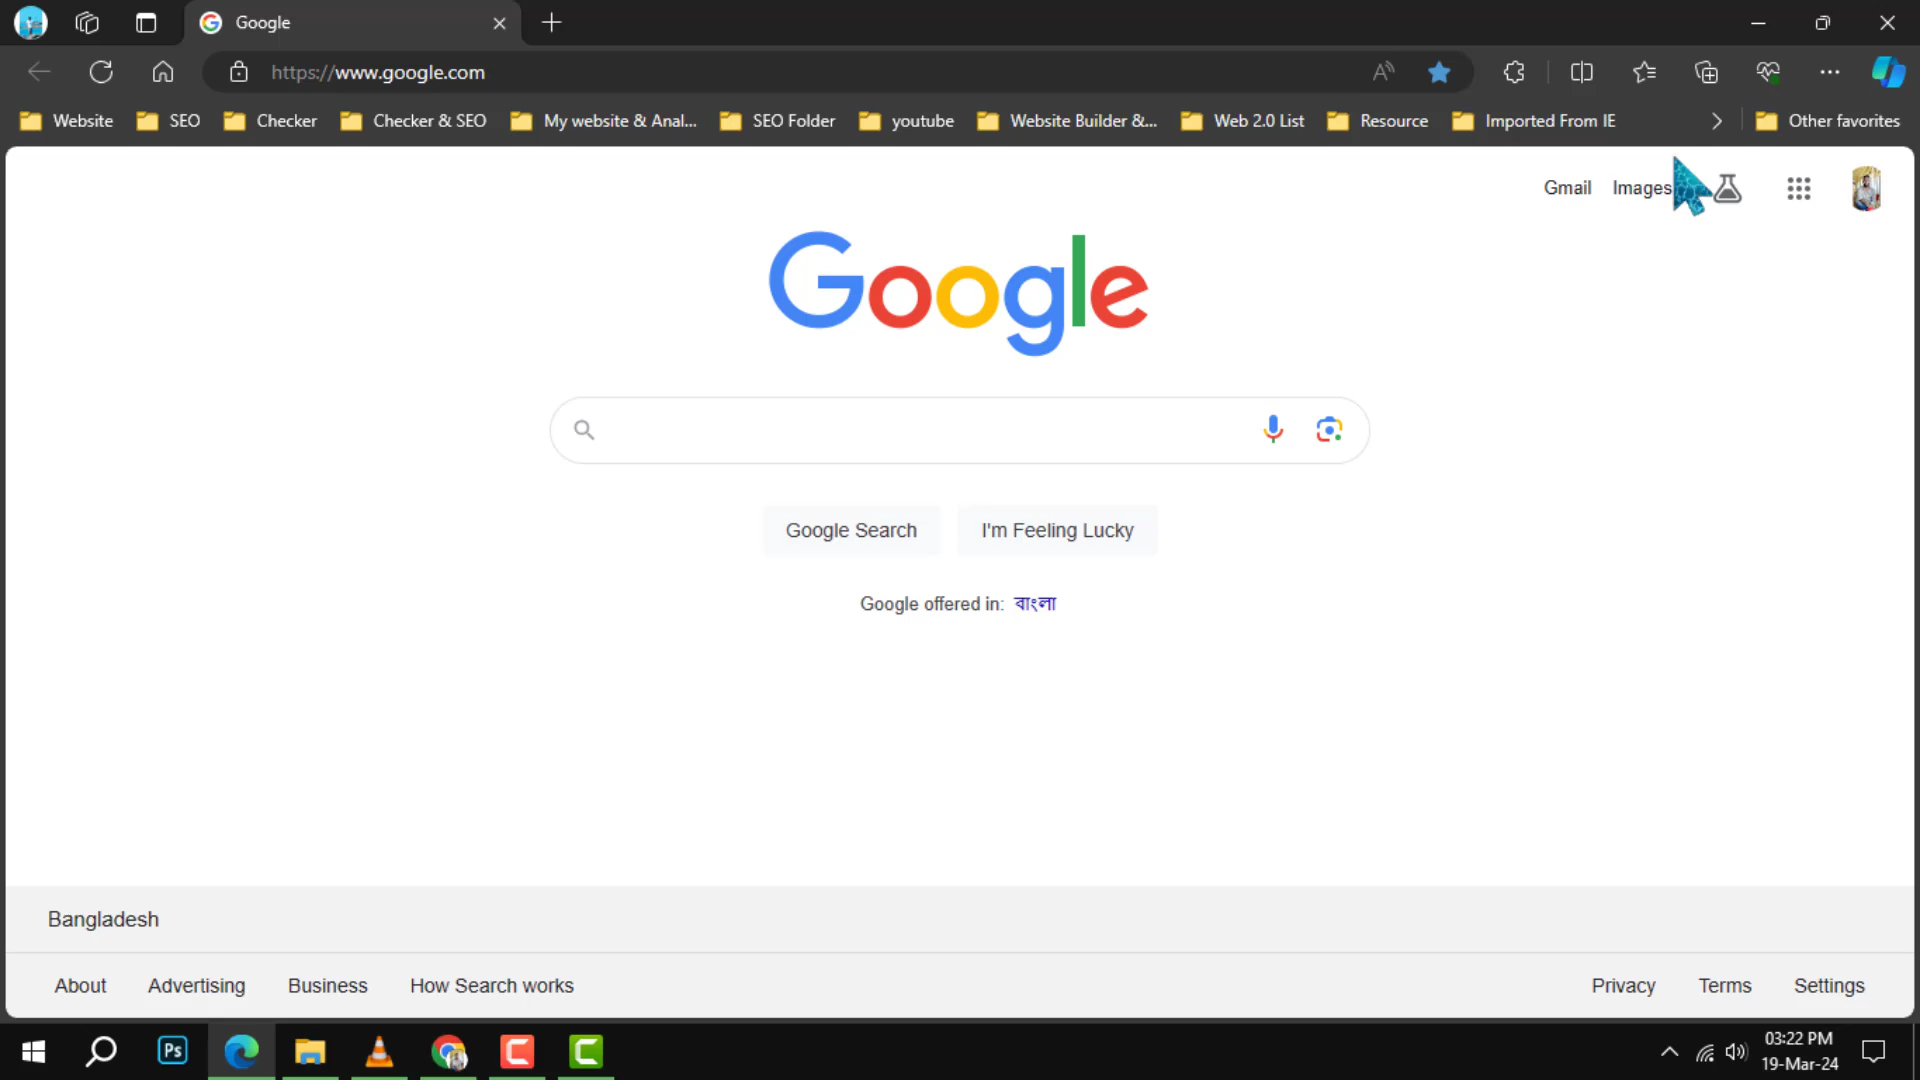 Google
https://www.google.com
Website SEO Checker Checker & SEO My website & Anal... SEO Folder youtube Website Builder &... Web 2.0 List Resource Imported From IE Other favorites
Gmail Images
Google
Google Search I'm Feeling Lucky
Google offered in: বাংলা
Bangladesh
About Advertising Business How Search works Privacy Terms Settings
Ps
03:22 PM
19-Mar-24